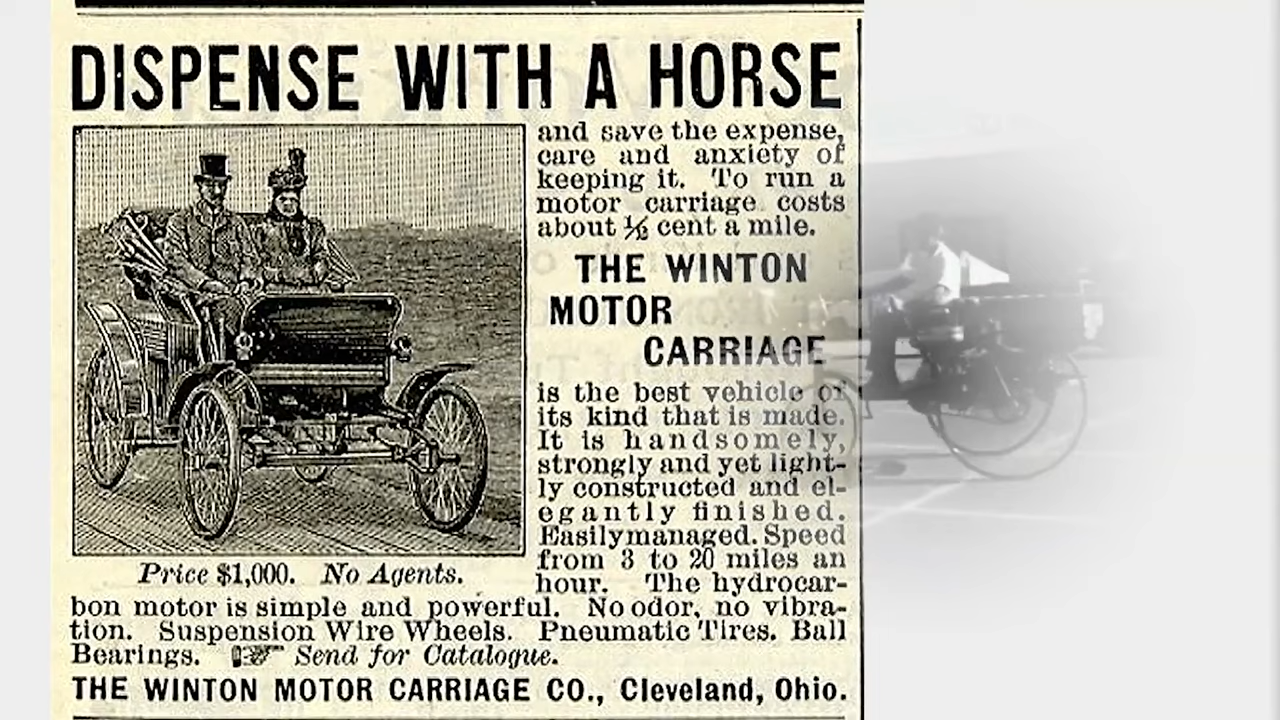 DISPENSE WITH A HORSE
and save the expense,
care and anxiety of
keeping it. To run a
motor carriage costs
about ½ cent a mile.
THE WINTON
MOTOR
CARRIAGE
is the best vehicle of
its kind that is made.
It is handsomely,
strongly and yet light-
ly constructed and el-
egantly finished.
Easily managed. Speed
from 3 to 20 miles an
hour. The hydrocar-
Price $1,000. No Agents.
bon motor is simple and powerful. No odor, no vibra-
tion. Suspension Wire Wheels. Pneumatic Tires. Ball
Bearings. ☞ Send for Catalogue.
THE WINTON MOTOR CARRIAGE CO., Cleveland, Ohio.